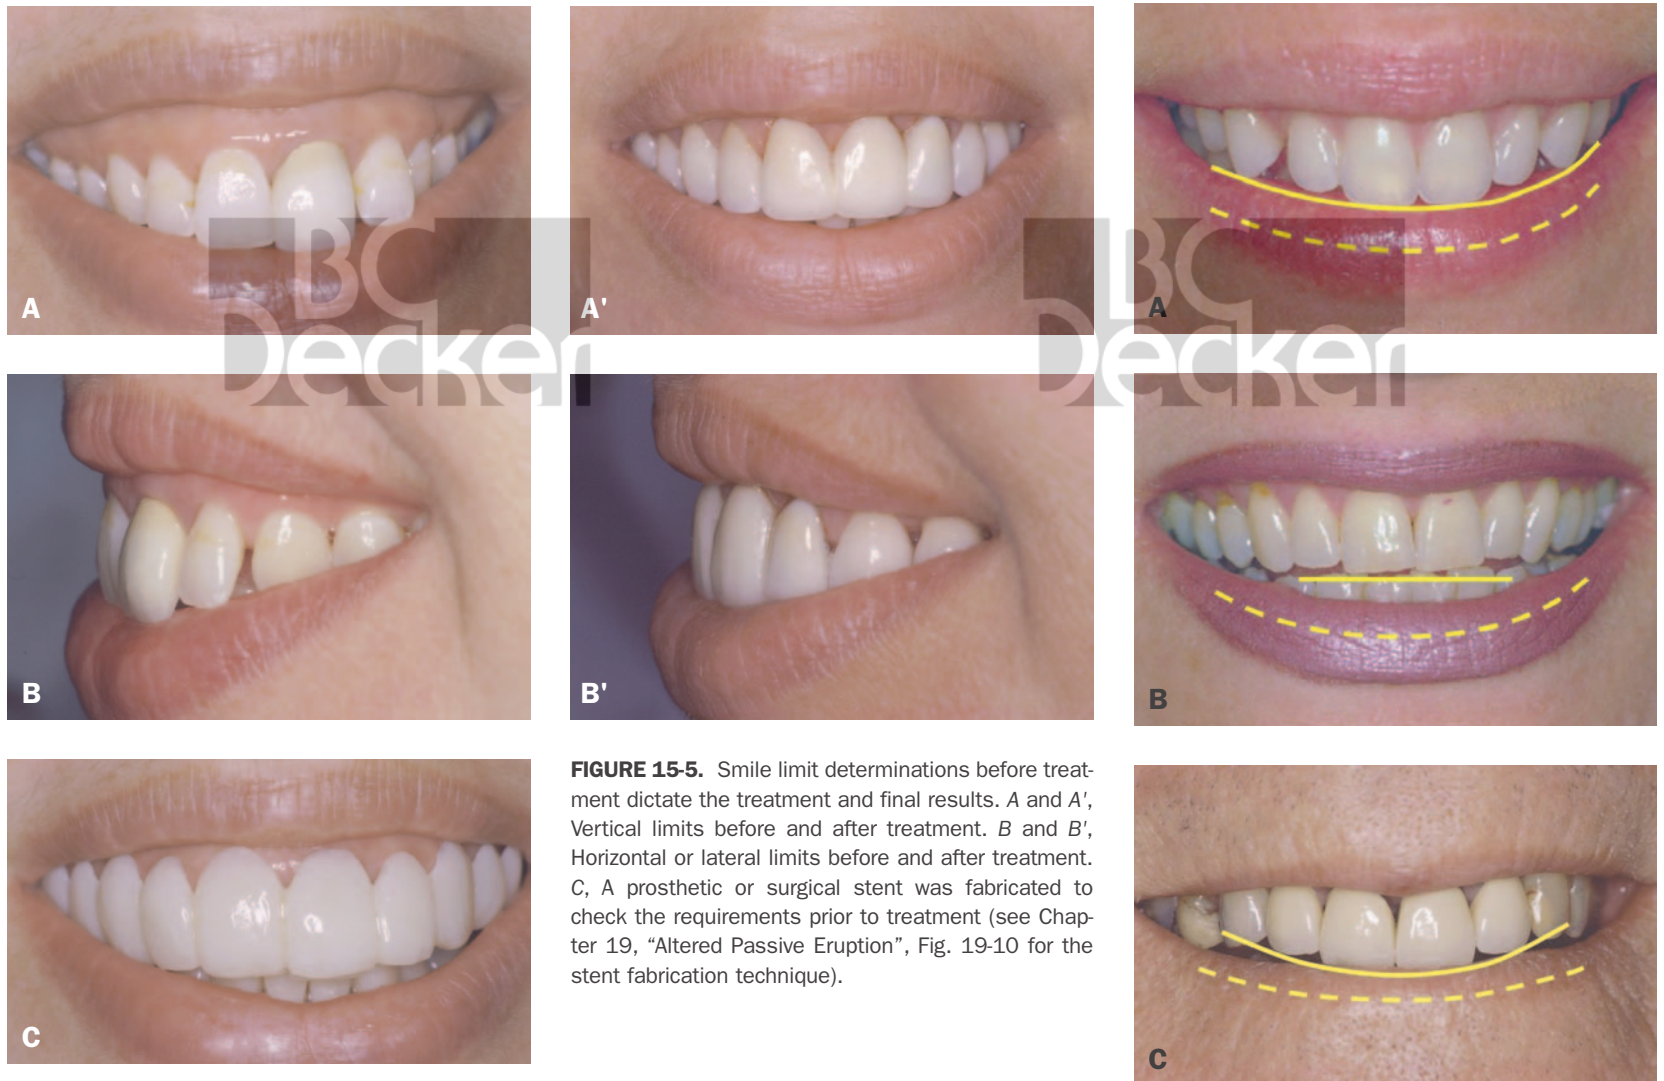 A
A'
A
BC
Decker
BC
Decker
B
B'
B
C
FIGURE 15-5. Smile limit determinations before treat-
ment dictate the treatment and final results. A and A',
Vertical limits before and after treatment. B and B',
Horizontal or lateral limits before and after treatment.
C, A prosthetic or surgical stent was fabricated to
check the requirements prior to treatment (see Chap-
ter 19, “Altered Passive Eruption”, Fig. 19-10 for the
stent fabrication technique).
C